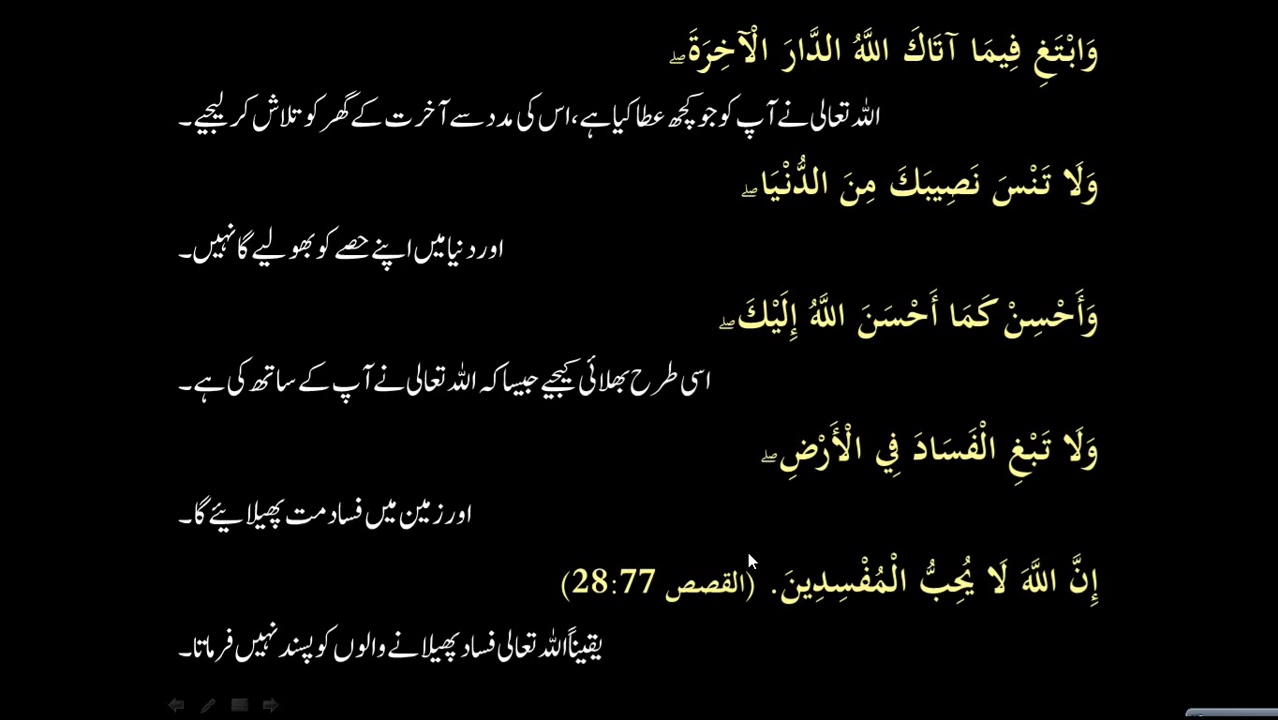 وَابْتَغِ فِيمَا آتَاكَ اللَّهُ الدَّارَ الْآخِرَةَ ۖ
اللہ تعالی نے آپ کو جو کچھ عطا کیا ہے، اس کی مدد سے آخرت کے گھر کو تلاش کر لیجیے۔
وَلَا تَنْسَ نَصِيبَكَ مِنَ الدُّنْيَا ۖ
اور دنیا میں اپنے حصے کو بھولیے گا نہیں۔
وَأَحْسِنْ كَمَا أَحْسَنَ اللَّهُ إِلَيْكَ ۖ
اسی طرح بھلائی کیجیے جیسا کہ اللہ تعالی نے آپ کے ساتھ کی ہے۔
وَلَا تَبْغِ الْفَسَادَ فِي الْأَرْضِ ۖ
اور زمین میں فساد مت پھیلایئے گا۔
إِنَّ اللَّهَ لَا يُحِبُّ الْمُفْسِدِينَ. (القصص 28:77)
یقیناً اللہ تعالی فساد پھیلانے والوں کو پسند نہیں فرماتا۔